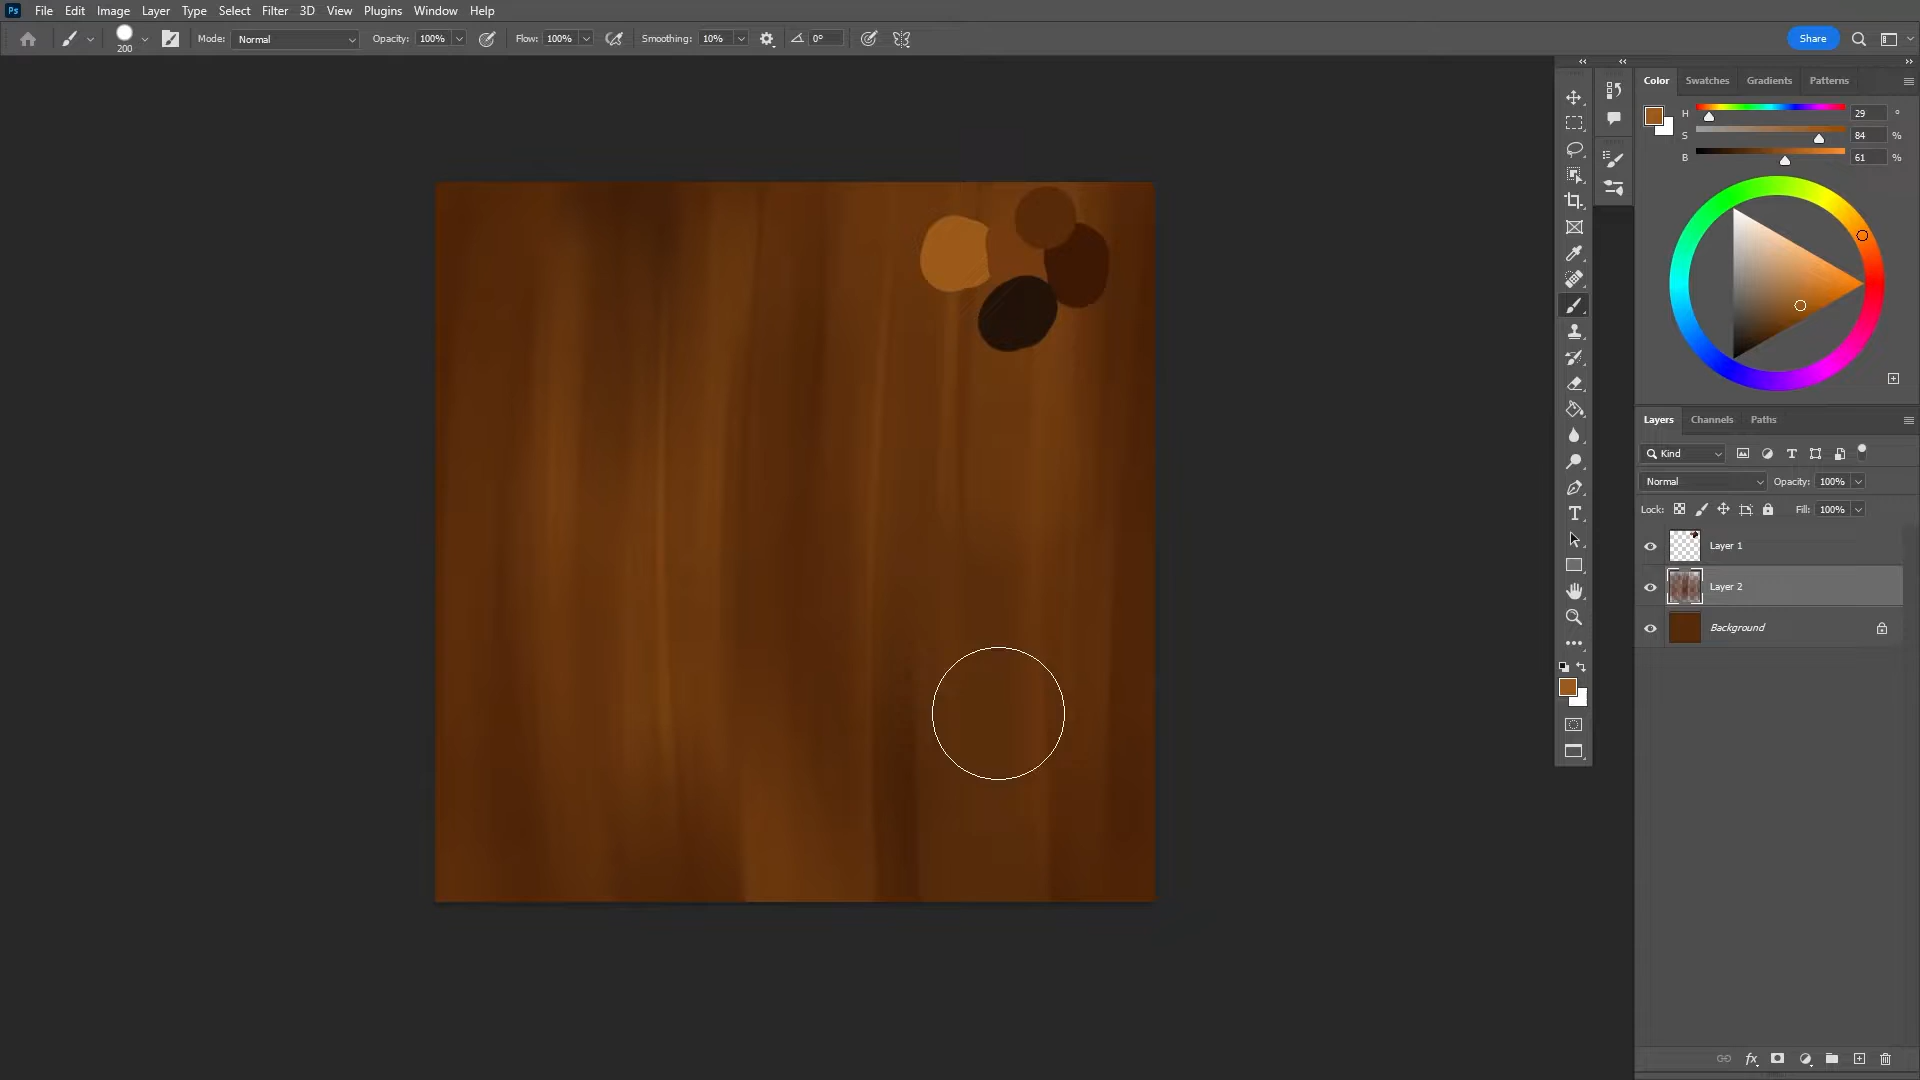 Ps File Edit Image Layer Type Select Filter 3D View Plugins Window Help
200 Mode: Normal Opacity: 100% Flow: 100% Smoothing: 10% 0° Share
Color Swatches Gradients Patterns
H 29 °
S 84 %
B 61 %
Layers Channels Paths
Kind
Normal Opacity: 100%
Lock: Fill: 100%
Layer 1
Layer 2
Background
fx